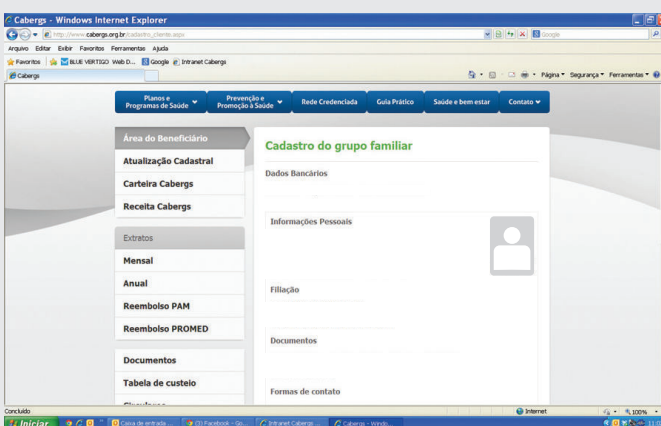 Cabergs - Windows Internet Explorer
http://www.cabergs.org.br/cadastro_cliente.aspx
Google
Arquivo Editar Exibir Favoritos Ferramentas Ajuda
Favoritos BLUE VERTIGO Web D... Google Intranet Cabergs
Cabergs
Página Segurança Ferramentas
Planos e Programas de Saúde
Prevenção e Promoção à Saúde
Rede Credenciada
Guia Prático
Saúde e bem estar
Contato
Área do Beneficiário
Atualização Cadastral
Carteira Cabergs
Receita Cabergs
Extratos
Mensal
Anual
Reembolso PAM
Reembolso PROMED
Documentos
Tabela de custeio
Cadastro do grupo familiar
Dados Bancários
Informações Pessoais
Filiação
Documentos
Formas de contato
Concluído
Internet
100%
Iniciar
Caixa de entrada ...
(3) Facebook - Go...
Intranet Cabergs ...
Cabergs - Windo...